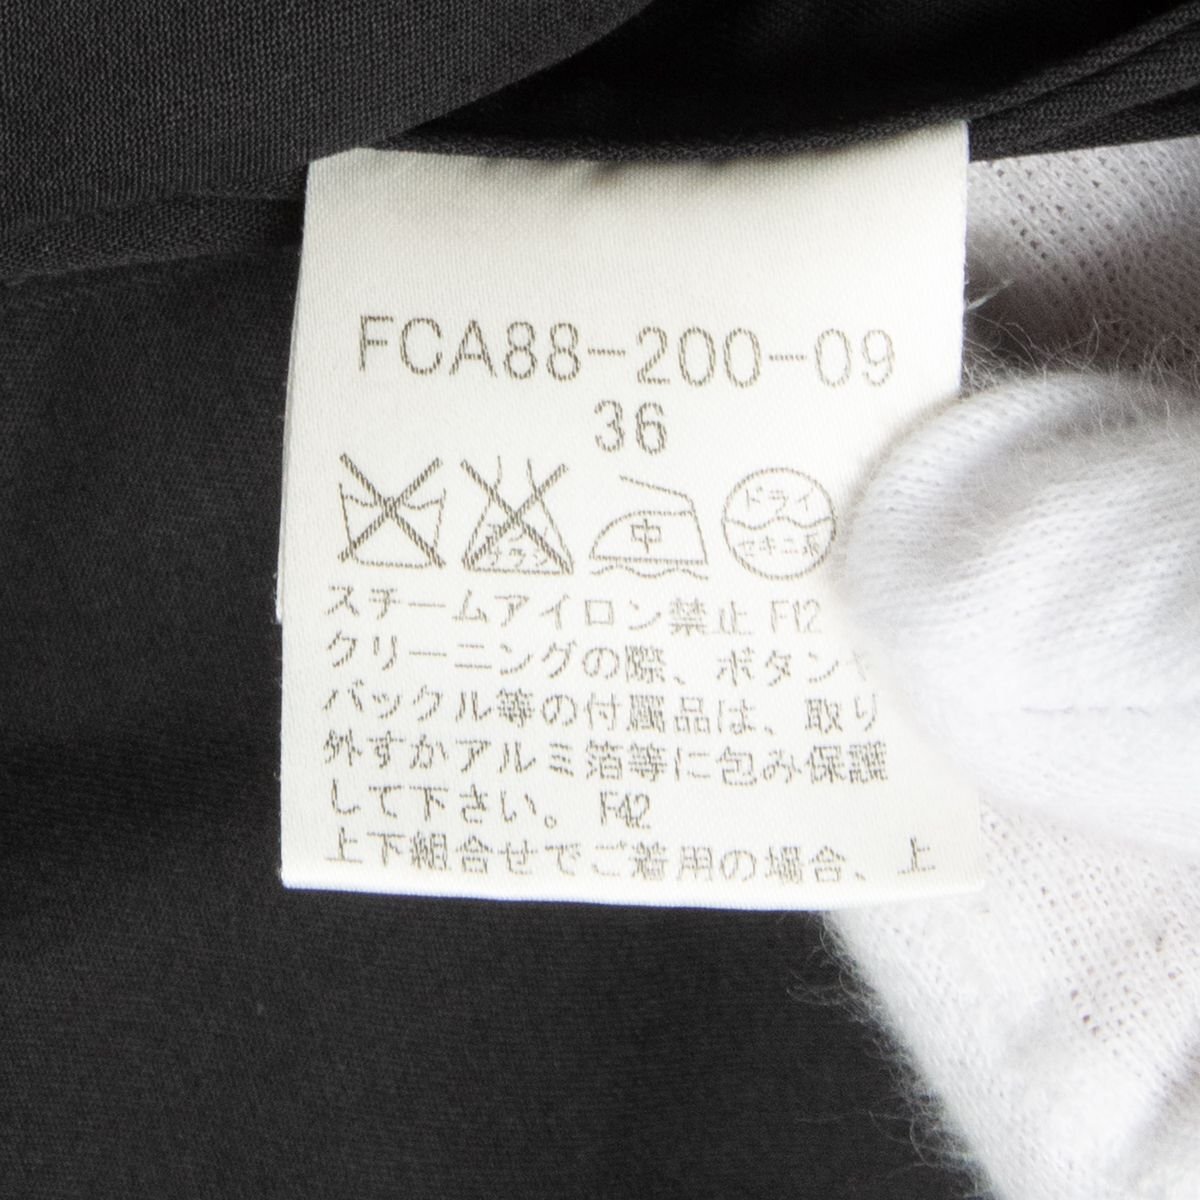 FCA88-200-09
36
中
ドライ
セキユ系
スチームアイロン禁止 F12
クリーニングの際、ボタンや
バックル等の付属品は、取り
外すかアルミ箔等に包み保護
して下さい。 F42
上下組合せでご着用の場合、上